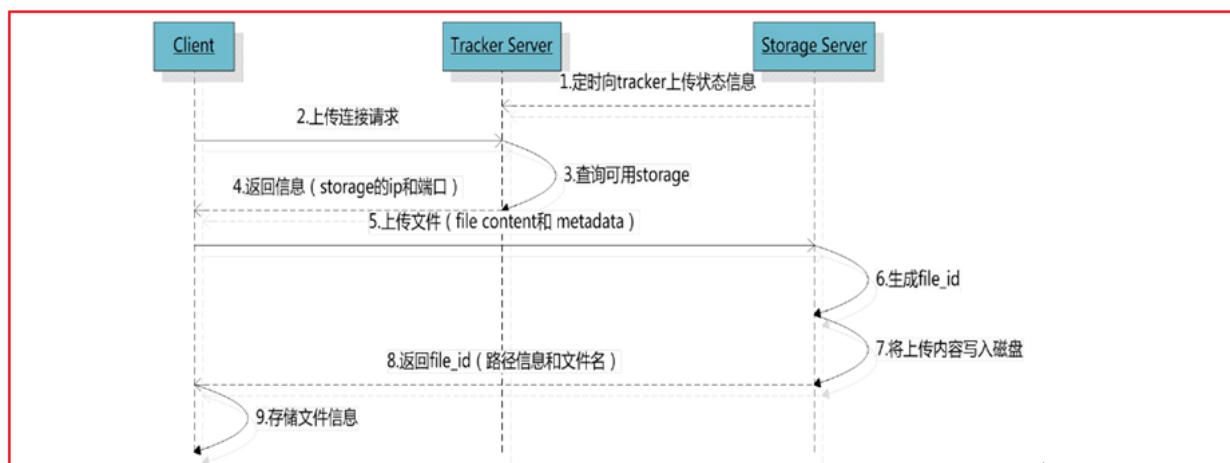 Client
Tracker Server
Storage Server
1.定时向tracker上传状态信息
2.上传连接请求
3.查询可用storage
4.返回信息（storage的ip和端口）
5.上传文件（file content和 metadata）
6.生成file_id
7.将上传内容写入磁盘
8.返回file_id（路径信息和文件名）
9.存储文件信息